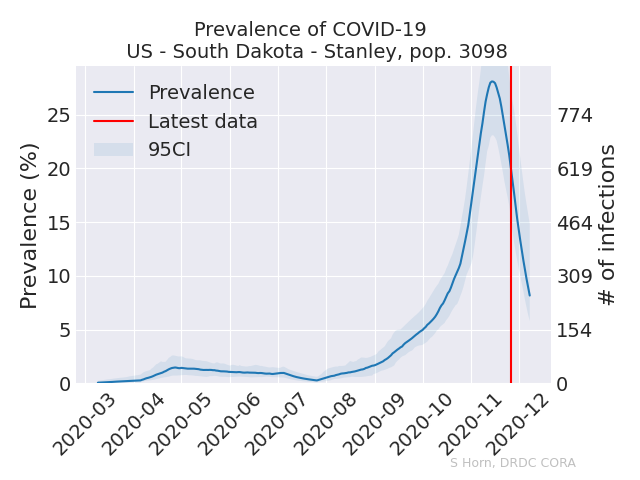 Prevalence of COVID-19
US - South Dakota - Stanley, pop. 3098
Prevalence
Latest data
95CI
Prevalence (%)
25
20
15
10
5
0
774
619
464
309
154
0
# of infections
2020-03
2020-04
2020-05
2020-06
2020-07
2020-08
2020-09
2020-10
2020-11
2020-12
S Horn, DRDC CORA